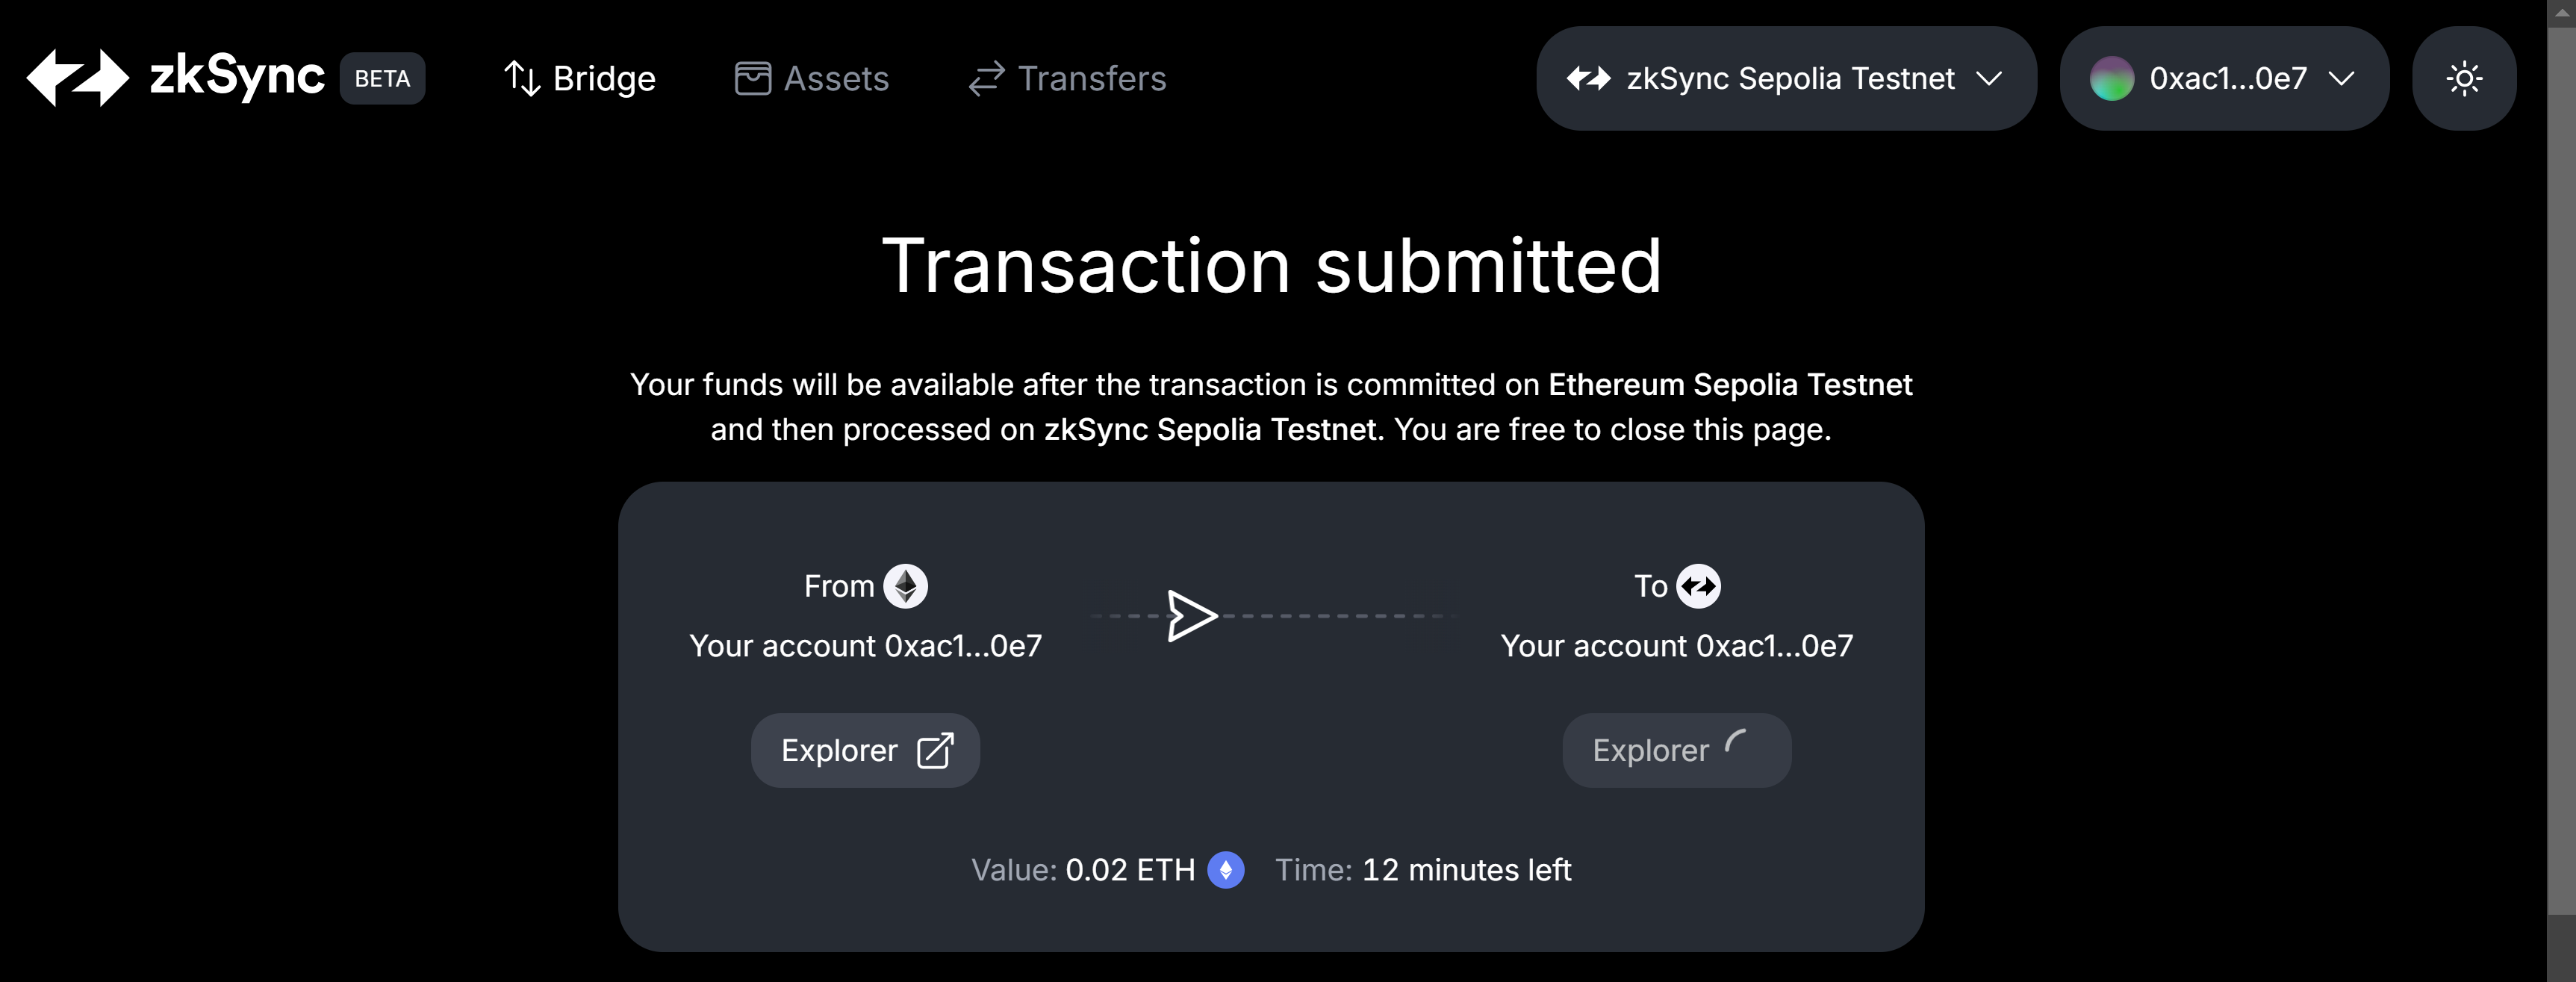 zkSync BETA Bridge Assets Transfers zkSync Sepolia Testnet 0xac1...0e7
Transaction submitted
Your funds will be available after the transaction is committed on Ethereum Sepolia Testnet
and then processed on zkSync Sepolia Testnet. You are free to close this page.
From To
Your account 0xac1...0e7 Your account 0xac1...0e7
Explorer Explorer
Value: 0.02 ETH Time: 12 minutes left